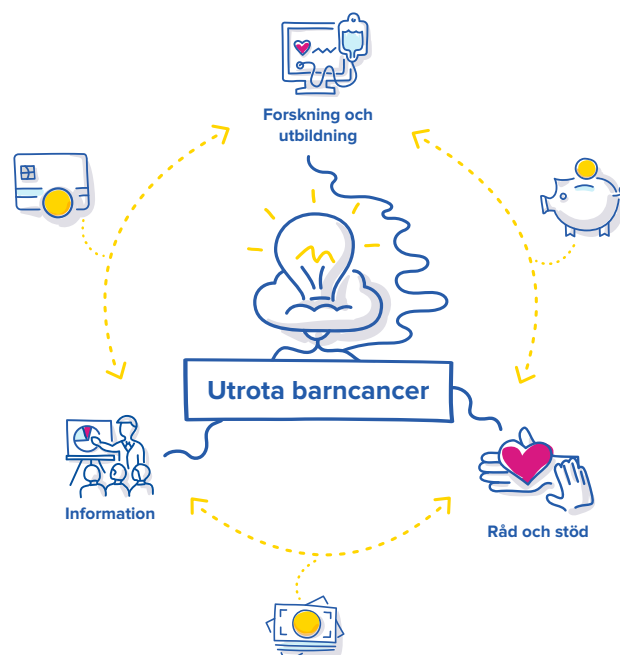 Forskning och
utbildning
Utrota barncancer
Information
Råd och stöd